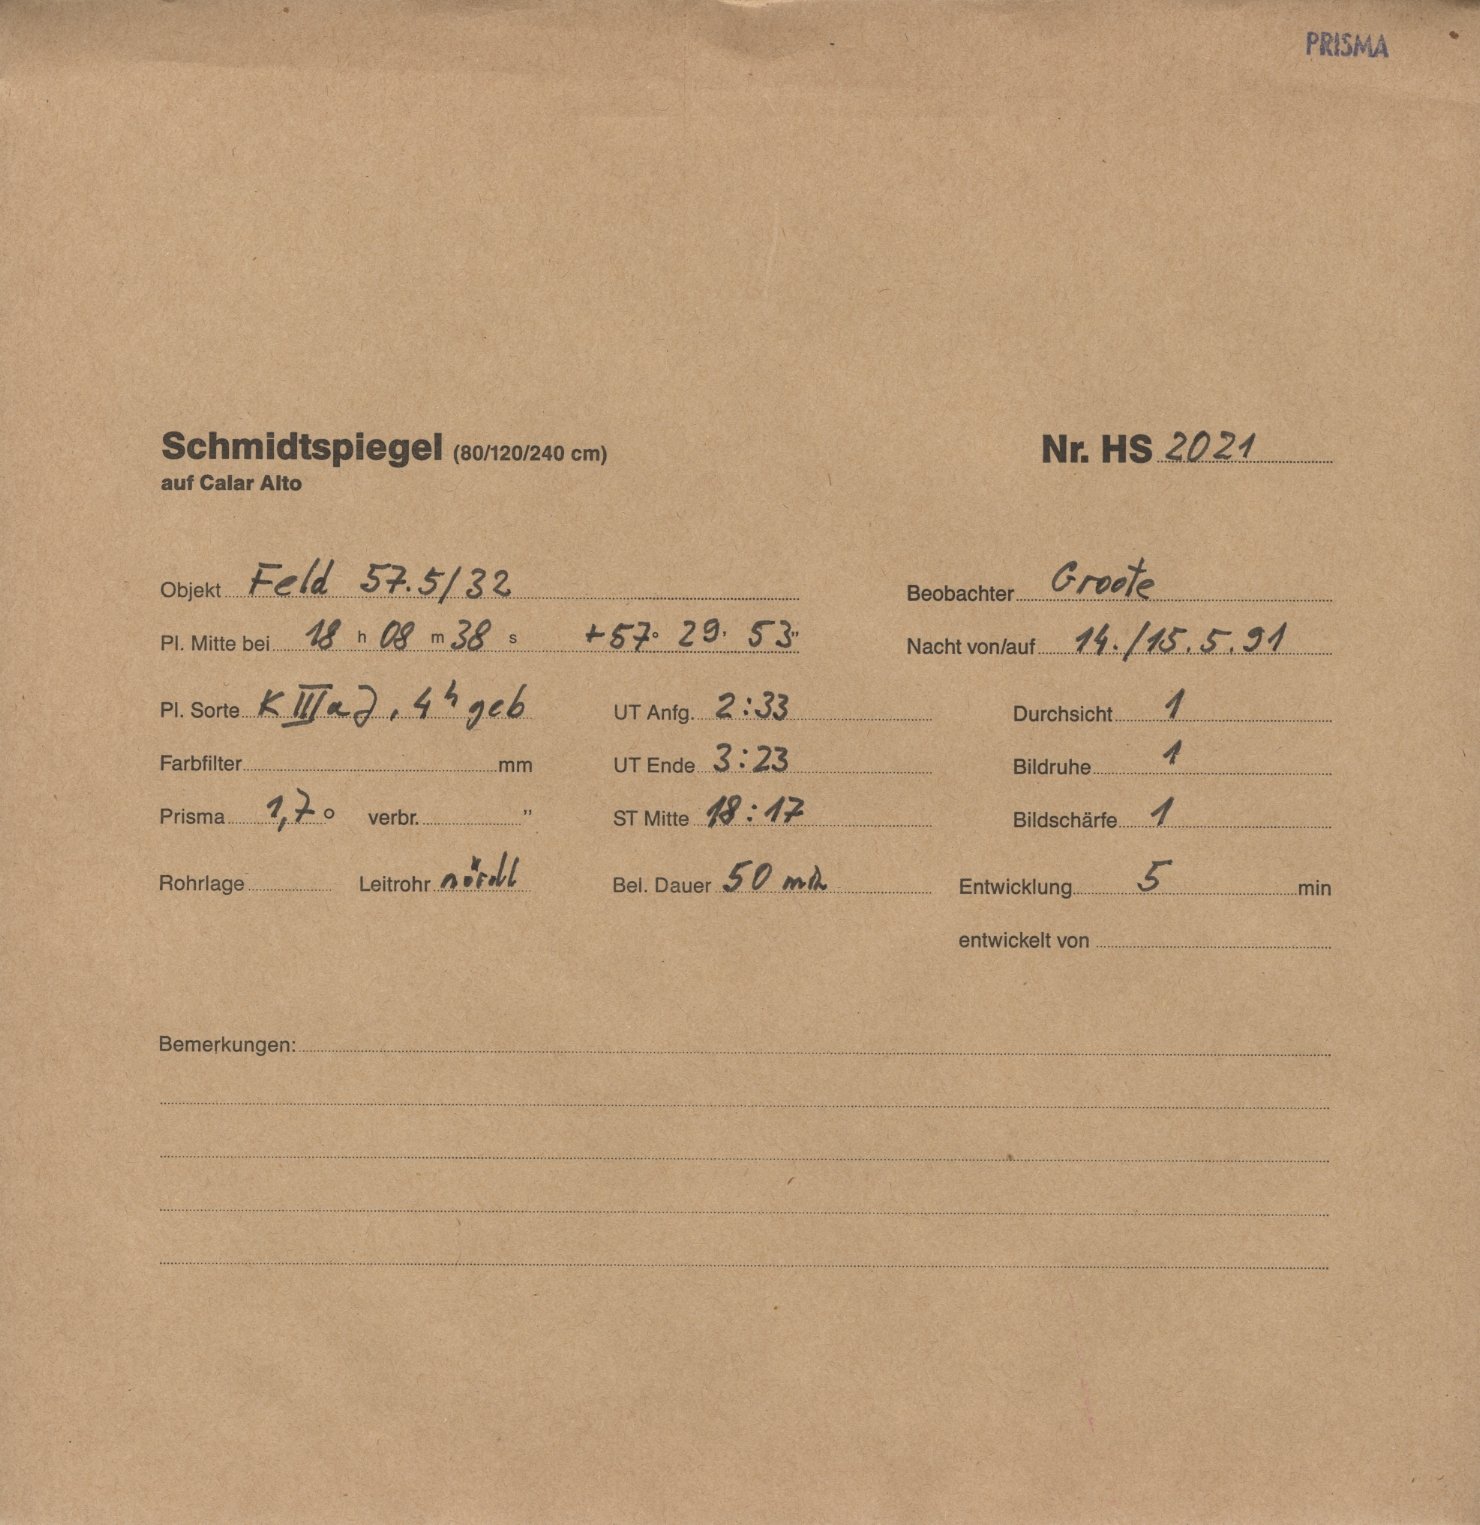 PRISMA
Schmidtspiegel (80/120/240 cm) Nr. HS 2021
auf Calar Alto
Objekt Feld 57.5/32 Beobachter Groote
Pl. Mitte bei 18 h 08 m 38 s +57° 29' 53" Nacht von/auf 14./15.5.91
Pl. Sorte K IIIaJ, 4h geb UT Anfg. 2:33 Durchsicht 1
Farbfilter mm UT Ende 3:23 Bildruhe 1
Prisma 1,7° verbr. " ST Mitte 18:17 Bildschärfe 1
Rohrlage Leitrohr nördl Bel. Dauer 50 min Entwicklung 5 min
entwickelt von
Bemerkungen: